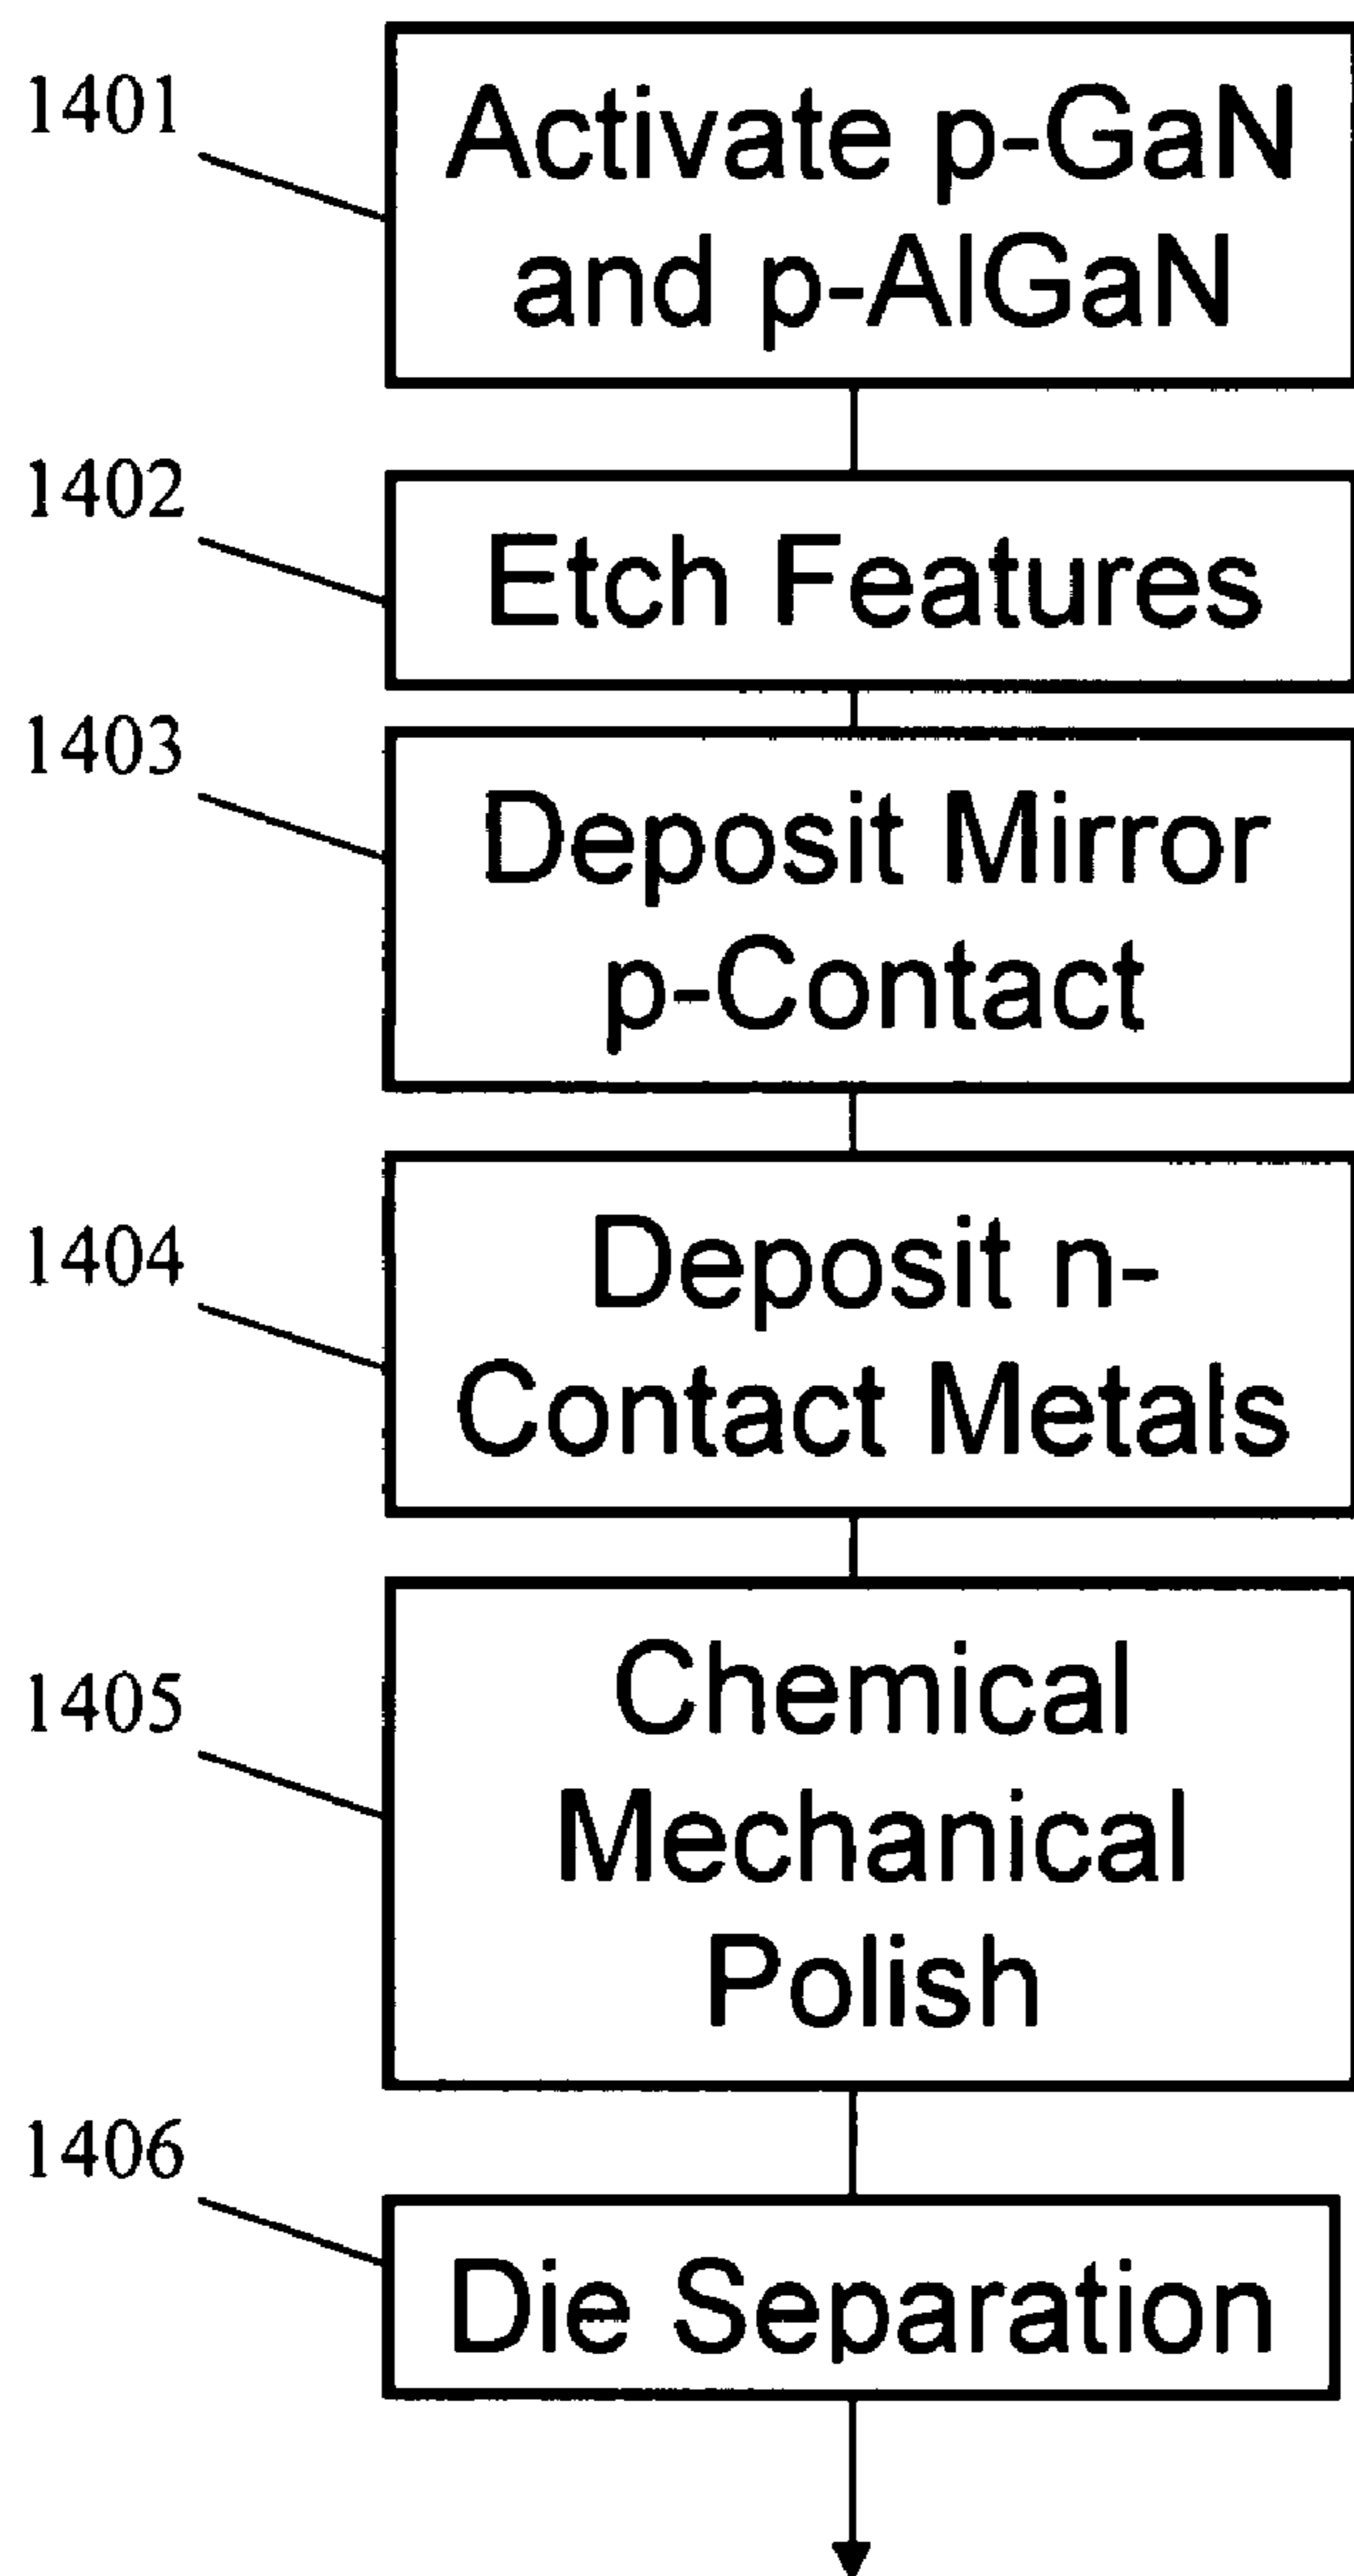 1401
Activate p-GaN
and p-AlGaN
1402
Etch Features
1403
Deposit Mirror
p-Contact
1404
Deposit n-
Contact Metals
1405
Chemical
Mechanical
Polish
1406
Die Separation